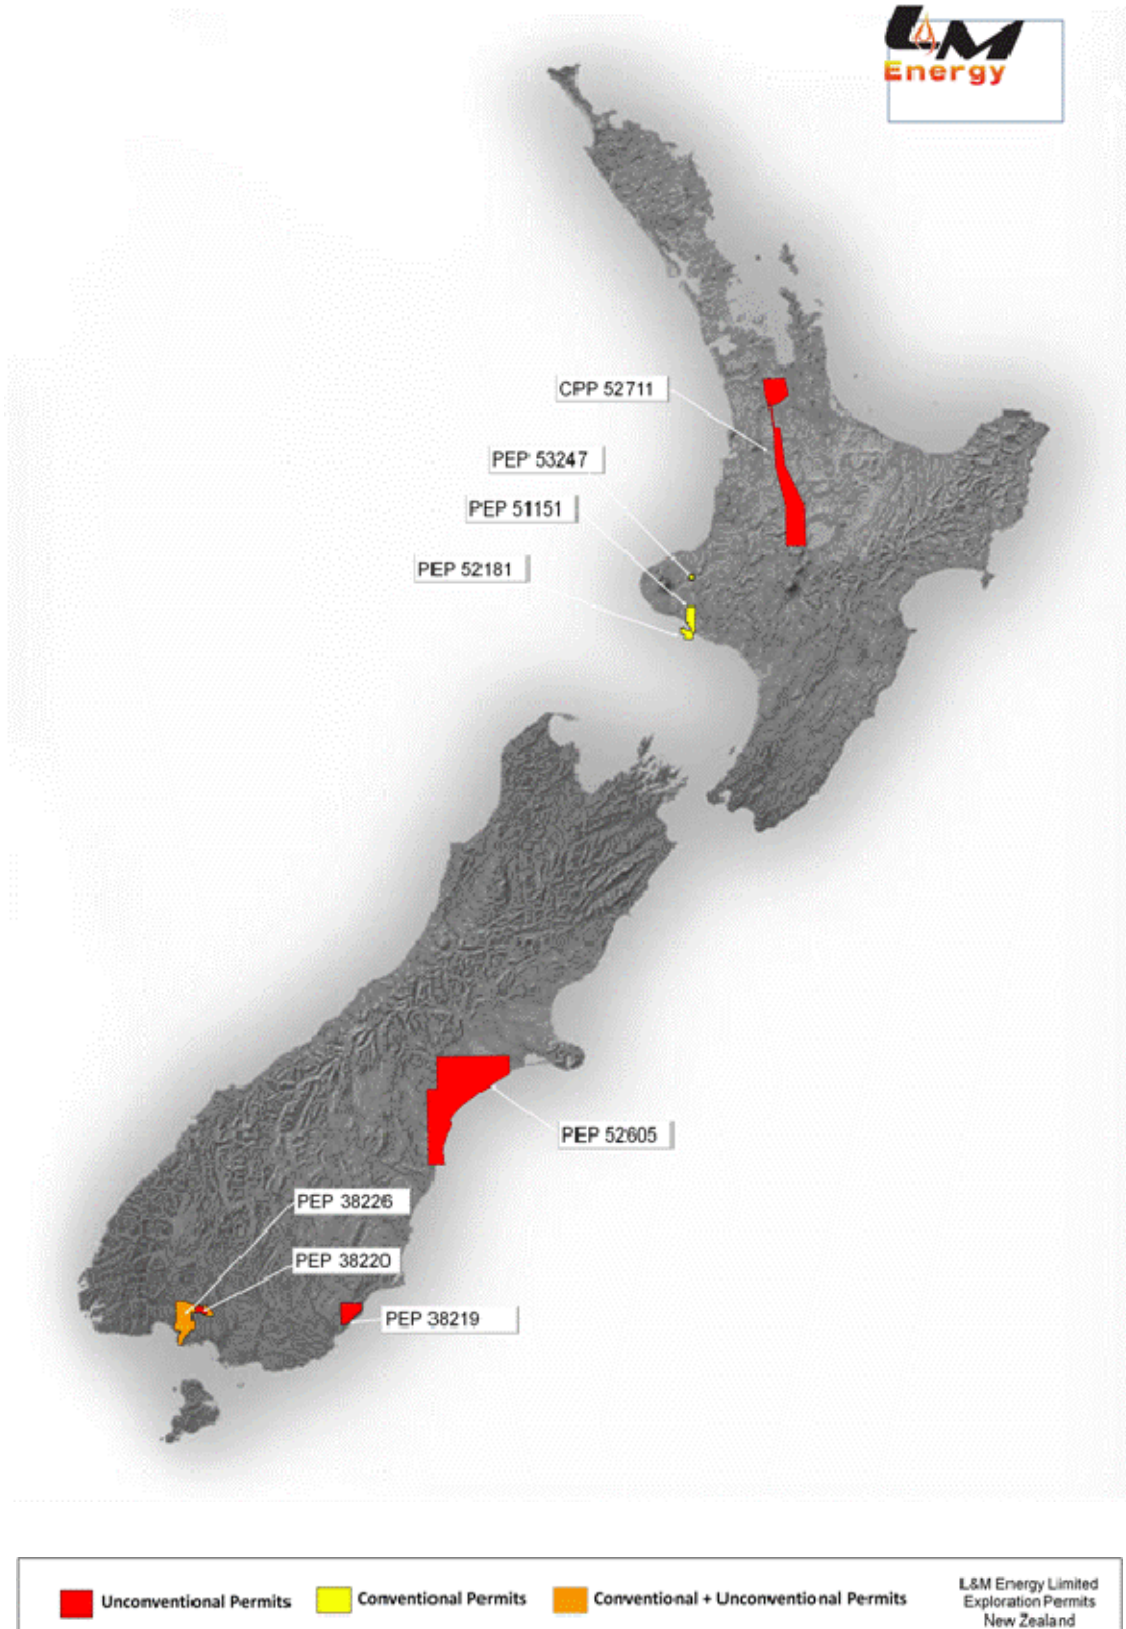 L&M
Energy
CPP 52711
PEP 53247
PEP 51151
PEP 52181
PEP 52605
PEP 38226
PEP 38220
PEP 38219
Unconventional Permits
Conventional Permits
Conventional + Unconventional Permits
L&M Energy Limited
Exploration Permits
New Zealand